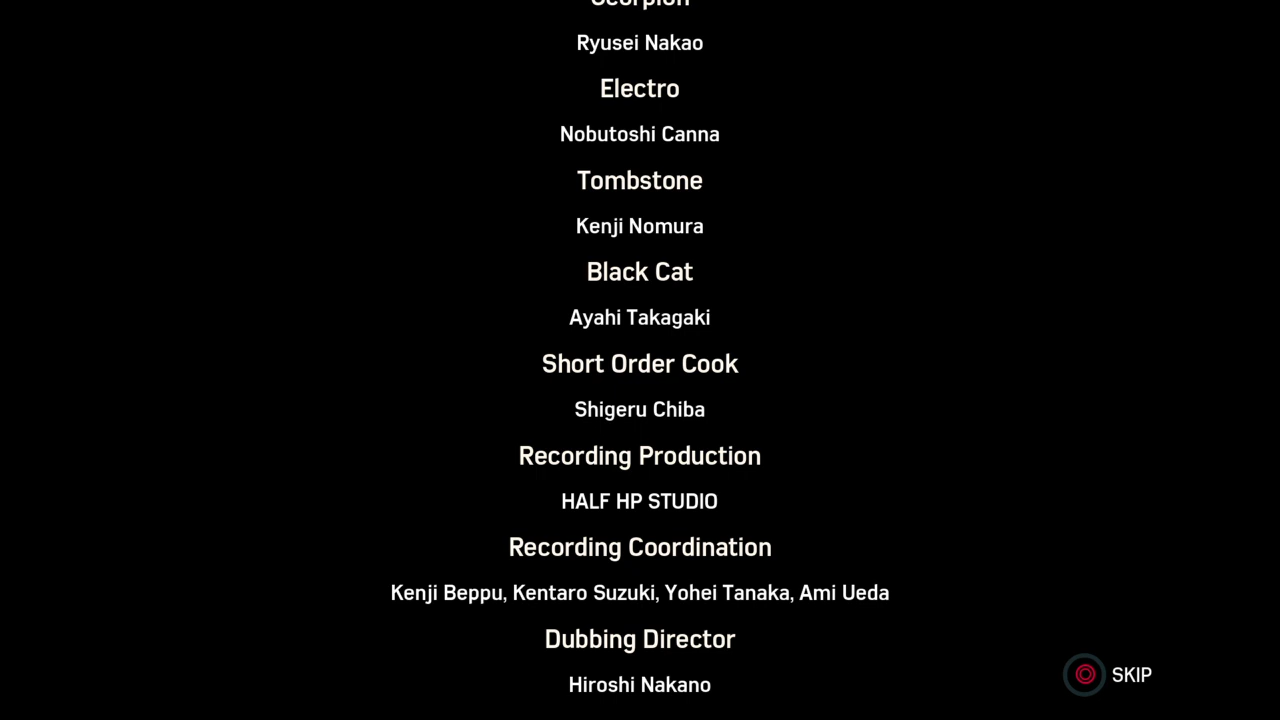 Scorpion
Ryusei Nakao
Electro
Nobutoshi Canna
Tombstone
Kenji Nomura
Black Cat
Ayahi Takagaki
Short Order Cook
Shigeru Chiba
Recording Production
HALF HP STUDIO
Recording Coordination
Kenji Beppu, Kentaro Suzuki, Yohei Tanaka, Ami Ueda
Dubbing Director
SKIP
Hiroshi Nakano